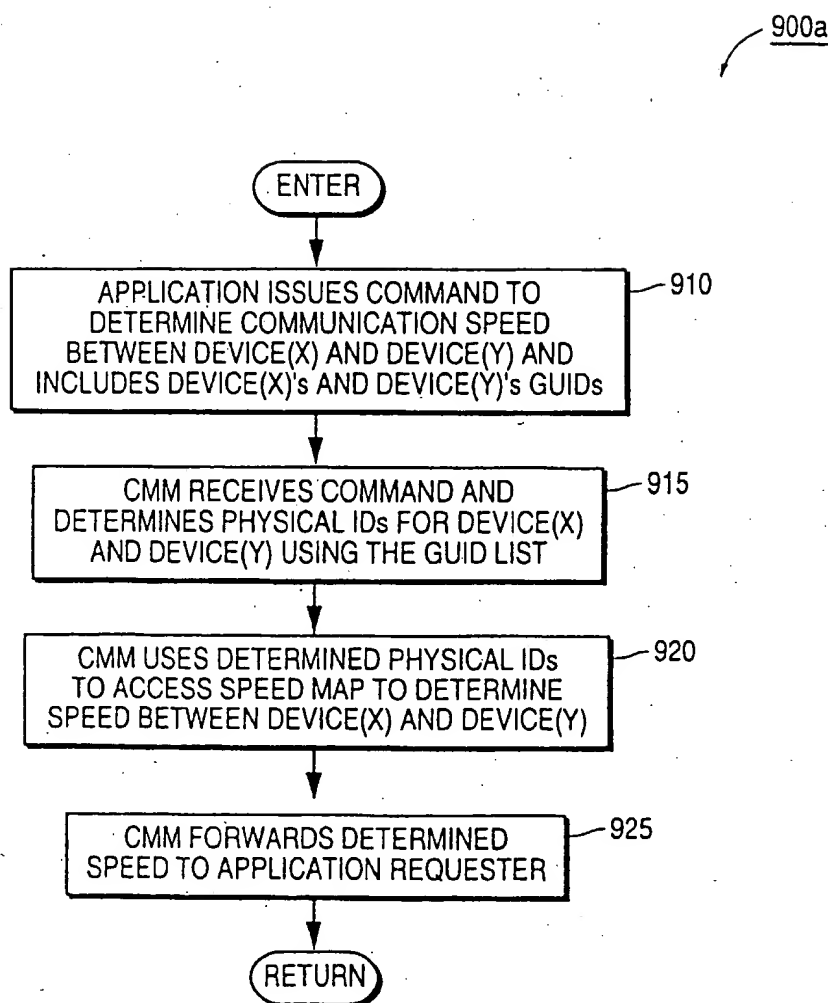 900a
ENTER
APPLICATION ISSUES COMMAND TO
DETERMINE COMMUNICATION SPEED
BETWEEN DEVICE(X) AND DEVICE(Y) AND
INCLUDES DEVICE(X)'s AND DEVICE(Y)'s GUIDs
910
CMM RECEIVES COMMAND AND
DETERMINES PHYSICAL IDs FOR DEVICE(X)
AND DEVICE(Y) USING THE GUID LIST
915
CMM USES DETERMINED PHYSICAL IDs
TO ACCESS SPEED MAP TO DETERMINE
SPEED BETWEEN DEVICE(X) AND DEVICE(Y)
920
CMM FORWARDS DETERMINED
SPEED TO APPLICATION REQUESTER
925
RETURN